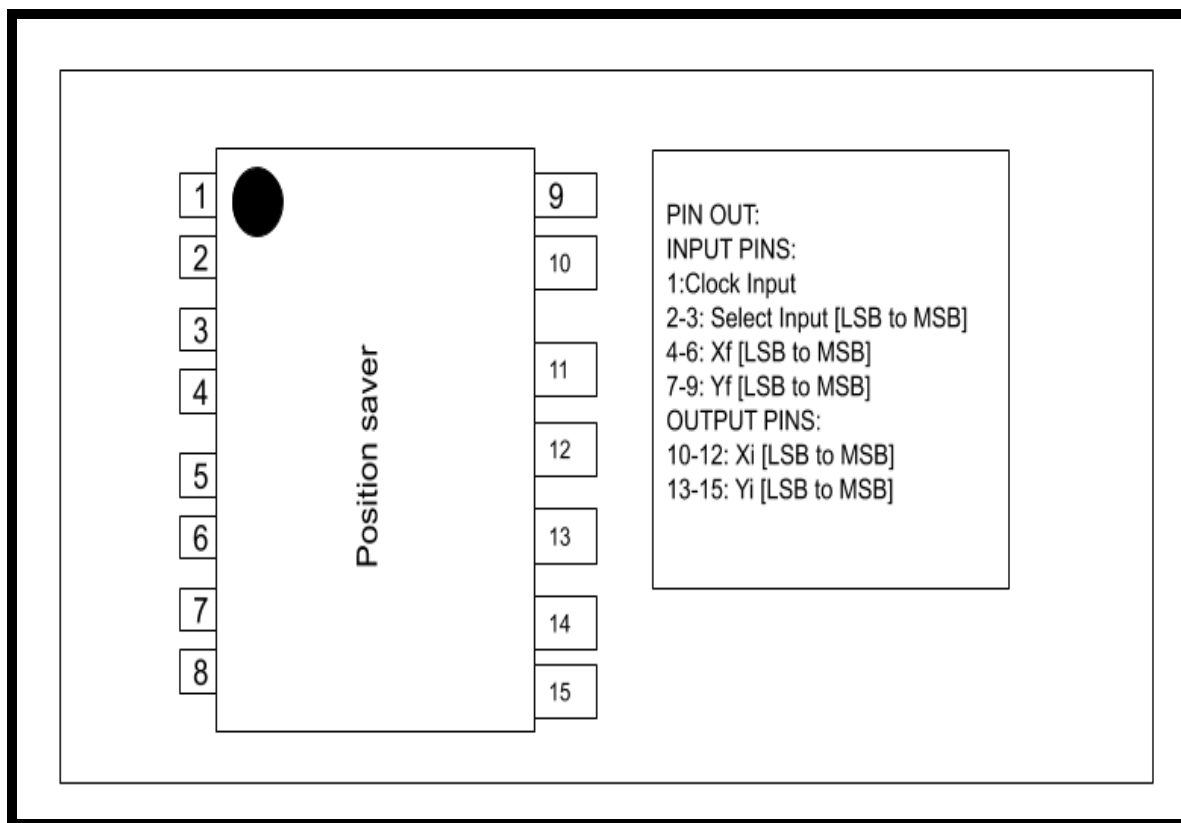 1
2
3
4
5
6
7
8
Position saver
9
10
11
12
13
14
15
PIN OUT:
INPUT PINS:
1:Clock Input
2-3: Select Input [LSB to MSB]
4-6: Xf [LSB to MSB]
7-9: Yf [LSB to MSB]
OUTPUT PINS:
10-12: Xi [LSB to MSB]
13-15: Yi [LSB to MSB]